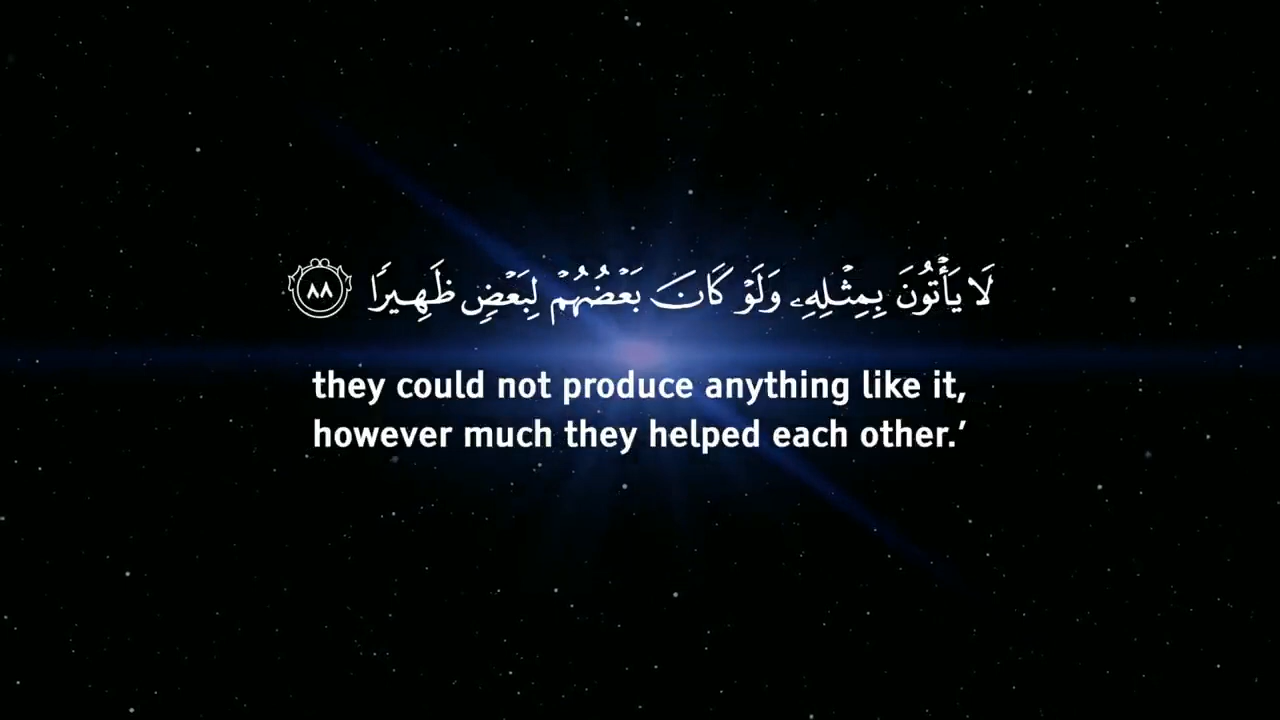 لَا يَأْتُونَ بِمِثْلِهِۦ وَلَوْ كَانَ بَعْضُهُمْ لِبَعْضٍ ظَهِيرًا ٨٨
they could not produce anything like it,
however much they helped each other.’